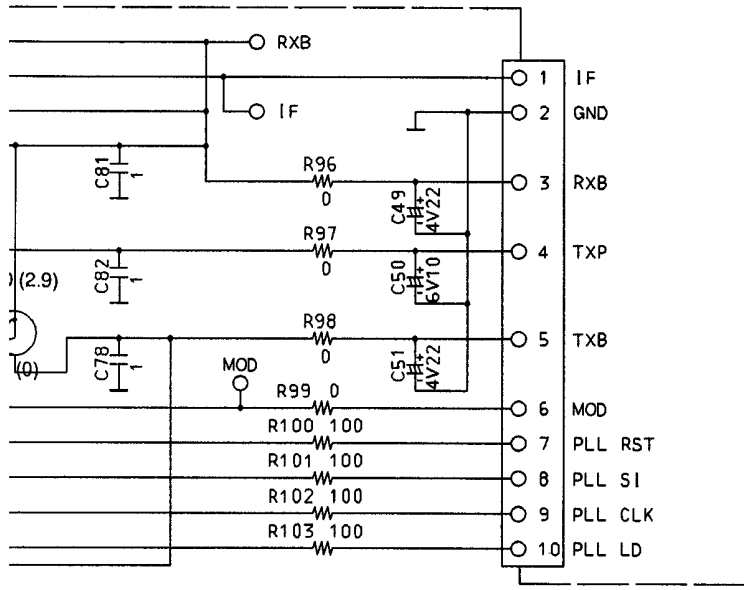 RXB
1 IF
IF
2 GND
C81 1
R96
0
C49 4V22
3 RXB
R97
0
C50 6V10
4 TXP
C82 1
(2.9)
R98
0
C51 4V22
5 TXB
C78 1
(0)
MOD
R99 0
6 MOD
R100 100
7 PLL RST
R101 100
8 PLL SI
R102 100
9 PLL CLK
R103 100
10 PLL LD